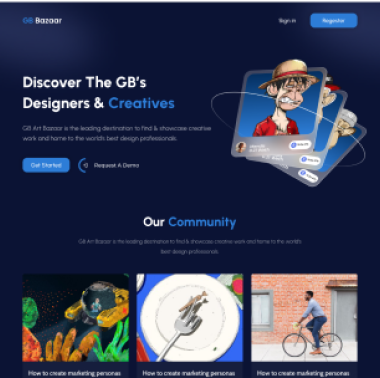 GB Bazaar
Sign in
Register
Discover The GB's
Designers & Creatives
GB Art Bazaar is the leading destination to find & showcase creative
work and home to the world's best design professionals.
Get Started
Request A Demo
Our Community
GB Art Bazaar is the leading destination to find & showcase creative work and home to the world's
best design professionals.
How to create marketing personas
How to create marketing personas
How to create marketing personas